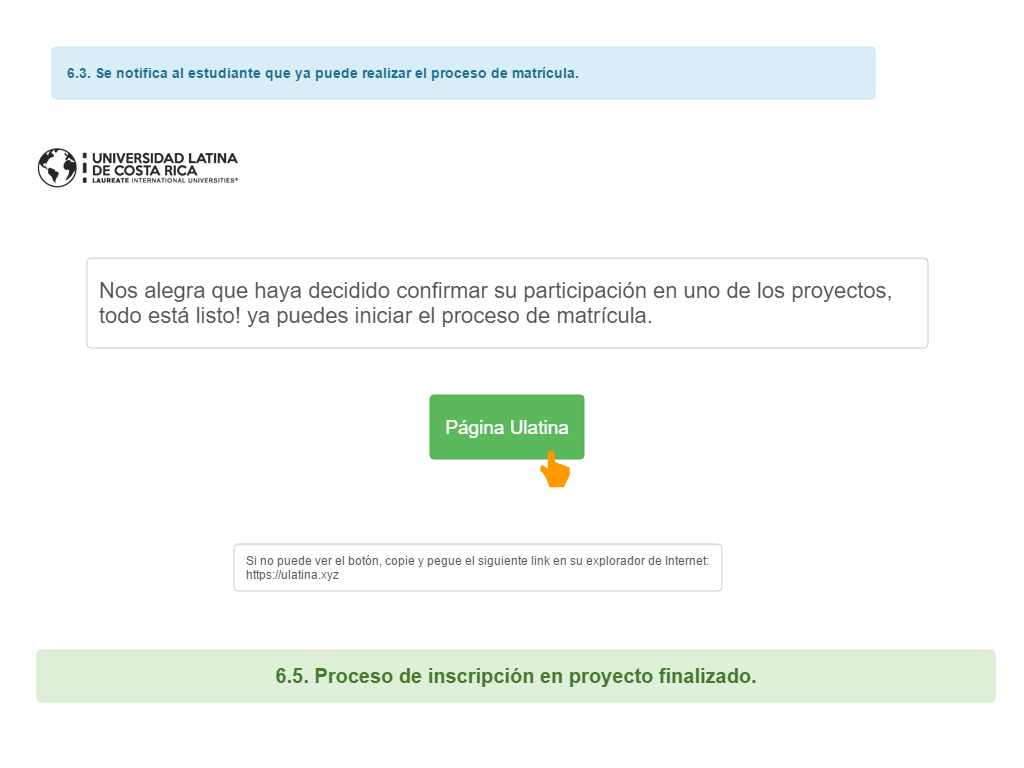 6.3. Se notifica al estudiante que ya puede realizar el proceso de matrícula.
UNIVERSIDAD LATINA
DE COSTA RICA
LAUREATE INTERNATIONAL UNIVERSITIES®
Nos alegra que haya decidido confirmar su participación en uno de los proyectos,
todo está listo! ya puedes iniciar el proceso de matrícula.
Página Ulatina
Si no puede ver el botón, copie y pegue el siguiente link en su explorador de Internet:
https://ulatina.xyz
6.5. Proceso de inscripción en proyecto finalizado.